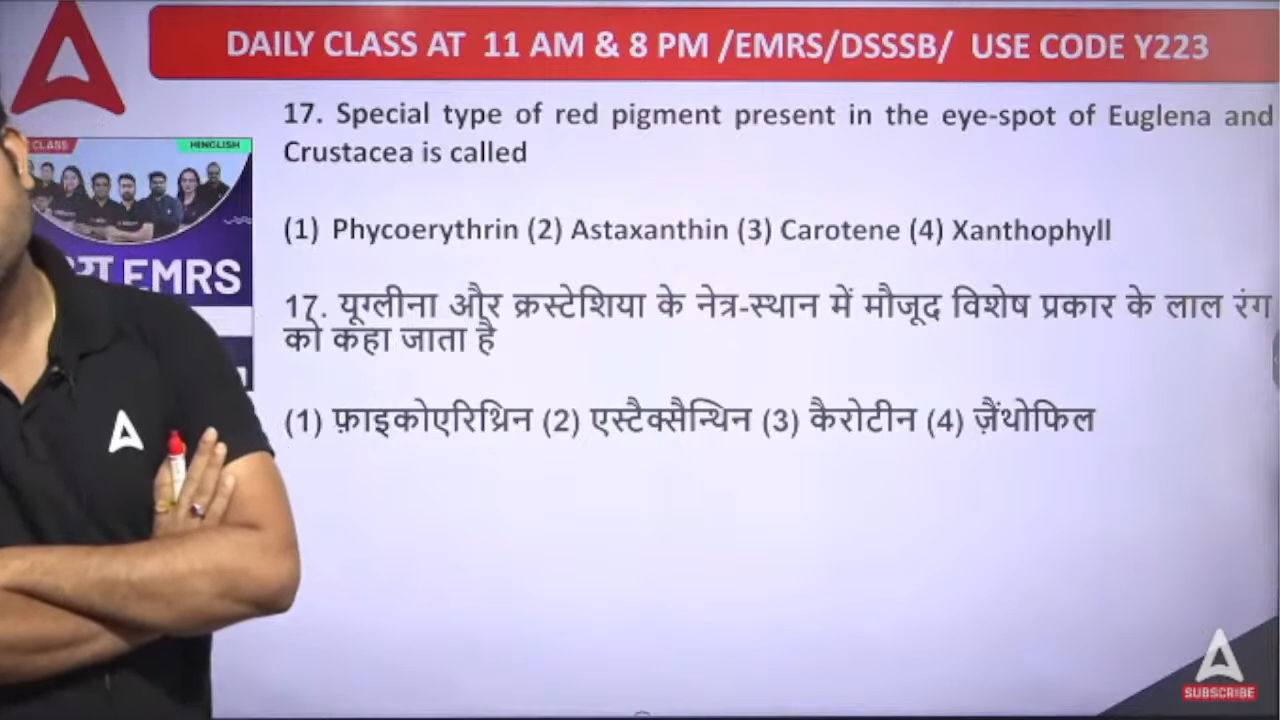 DAILY CLASS AT 11 AM & 8 PM /EMRS/DSSSB/ USE CODE Y223
17. Special type of red pigment present in the eye-spot of Euglena and
Crustacea is called
CLASS
HINGLISH
EMRS
(1) Phycoerythrin (2) Astaxanthin (3) Carotene (4) Xanthophyll
17. यूग्लीना और क्रस्टेशिया के नेत्र-स्थान में मौजूद विशेष प्रकार के लाल रंग
को कहा जाता है
(1) फ़ाइकोएरिथ्रिन (2) एस्टैक्सैन्थिन (3) कैरोटीन (4) ज़ैंथोफिल
SUBSCRIBE